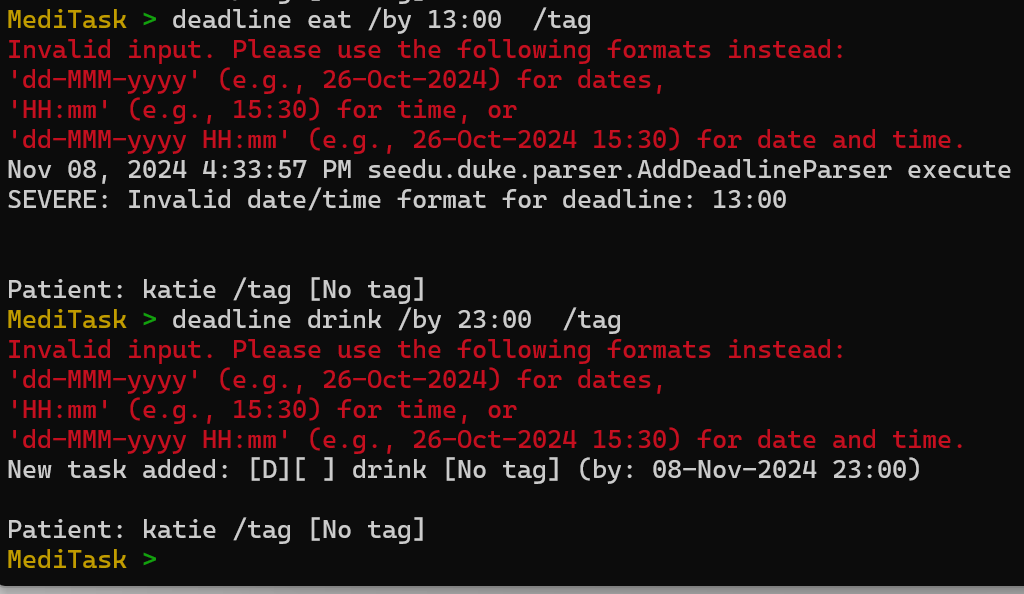 MediTask > deadline eat /by 13:00  /tag
Invalid input. Please use the following formats instead:
'dd-MMM-yyyy' (e.g., 26-Oct-2024) for dates,
'HH:mm' (e.g., 15:30) for time, or
'dd-MMM-yyyy HH:mm' (e.g., 26-Oct-2024 15:30) for date and time.
Nov 08, 2024 4:33:57 PM seedu.duke.parser.AddDeadlineParser execute
SEVERE: Invalid date/time format for deadline: 13:00
Patient: katie /tag [No tag]
MediTask > deadline drink /by 23:00  /tag
Invalid input. Please use the following formats instead:
'dd-MMM-yyyy' (e.g., 26-Oct-2024) for dates,
'HH:mm' (e.g., 15:30) for time, or
'dd-MMM-yyyy HH:mm' (e.g., 26-Oct-2024 15:30) for date and time.
New task added: [D][ ] drink [No tag] (by: 08-Nov-2024 23:00)
Patient: katie /tag [No tag]
MediTask >